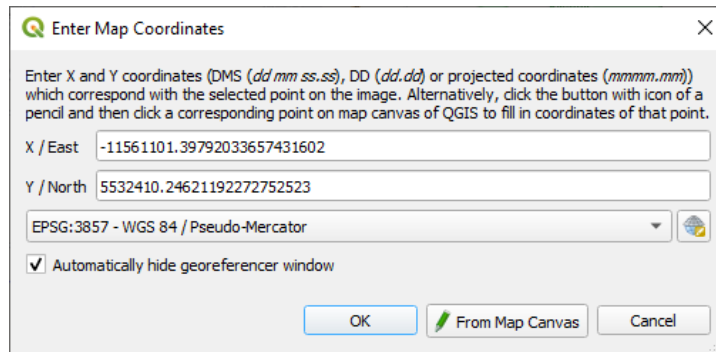 Enter Map Coordinates
Enter X and Y coordinates (DMS (dd mm ss.ss), DD (dd.dd) or projected coordinates (mmmm.mm))
which correspond with the selected point on the image. Alternatively, click the button with icon of a
pencil and then click a corresponding point on map canvas of QGIS to fill in coordinates of that point.
X / East -11561101.39792033657431602
Y / North 5532410.24621192272752523
EPSG:3857 - WGS 84 / Pseudo-Mercator
Automatically hide georeferencer window
OK From Map Canvas Cancel